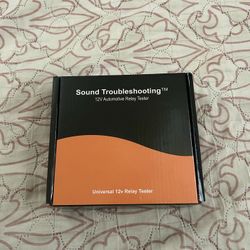 Sound Troubleshooting™
12V Automotive Relay Tester
Universal 12v Relay Tester